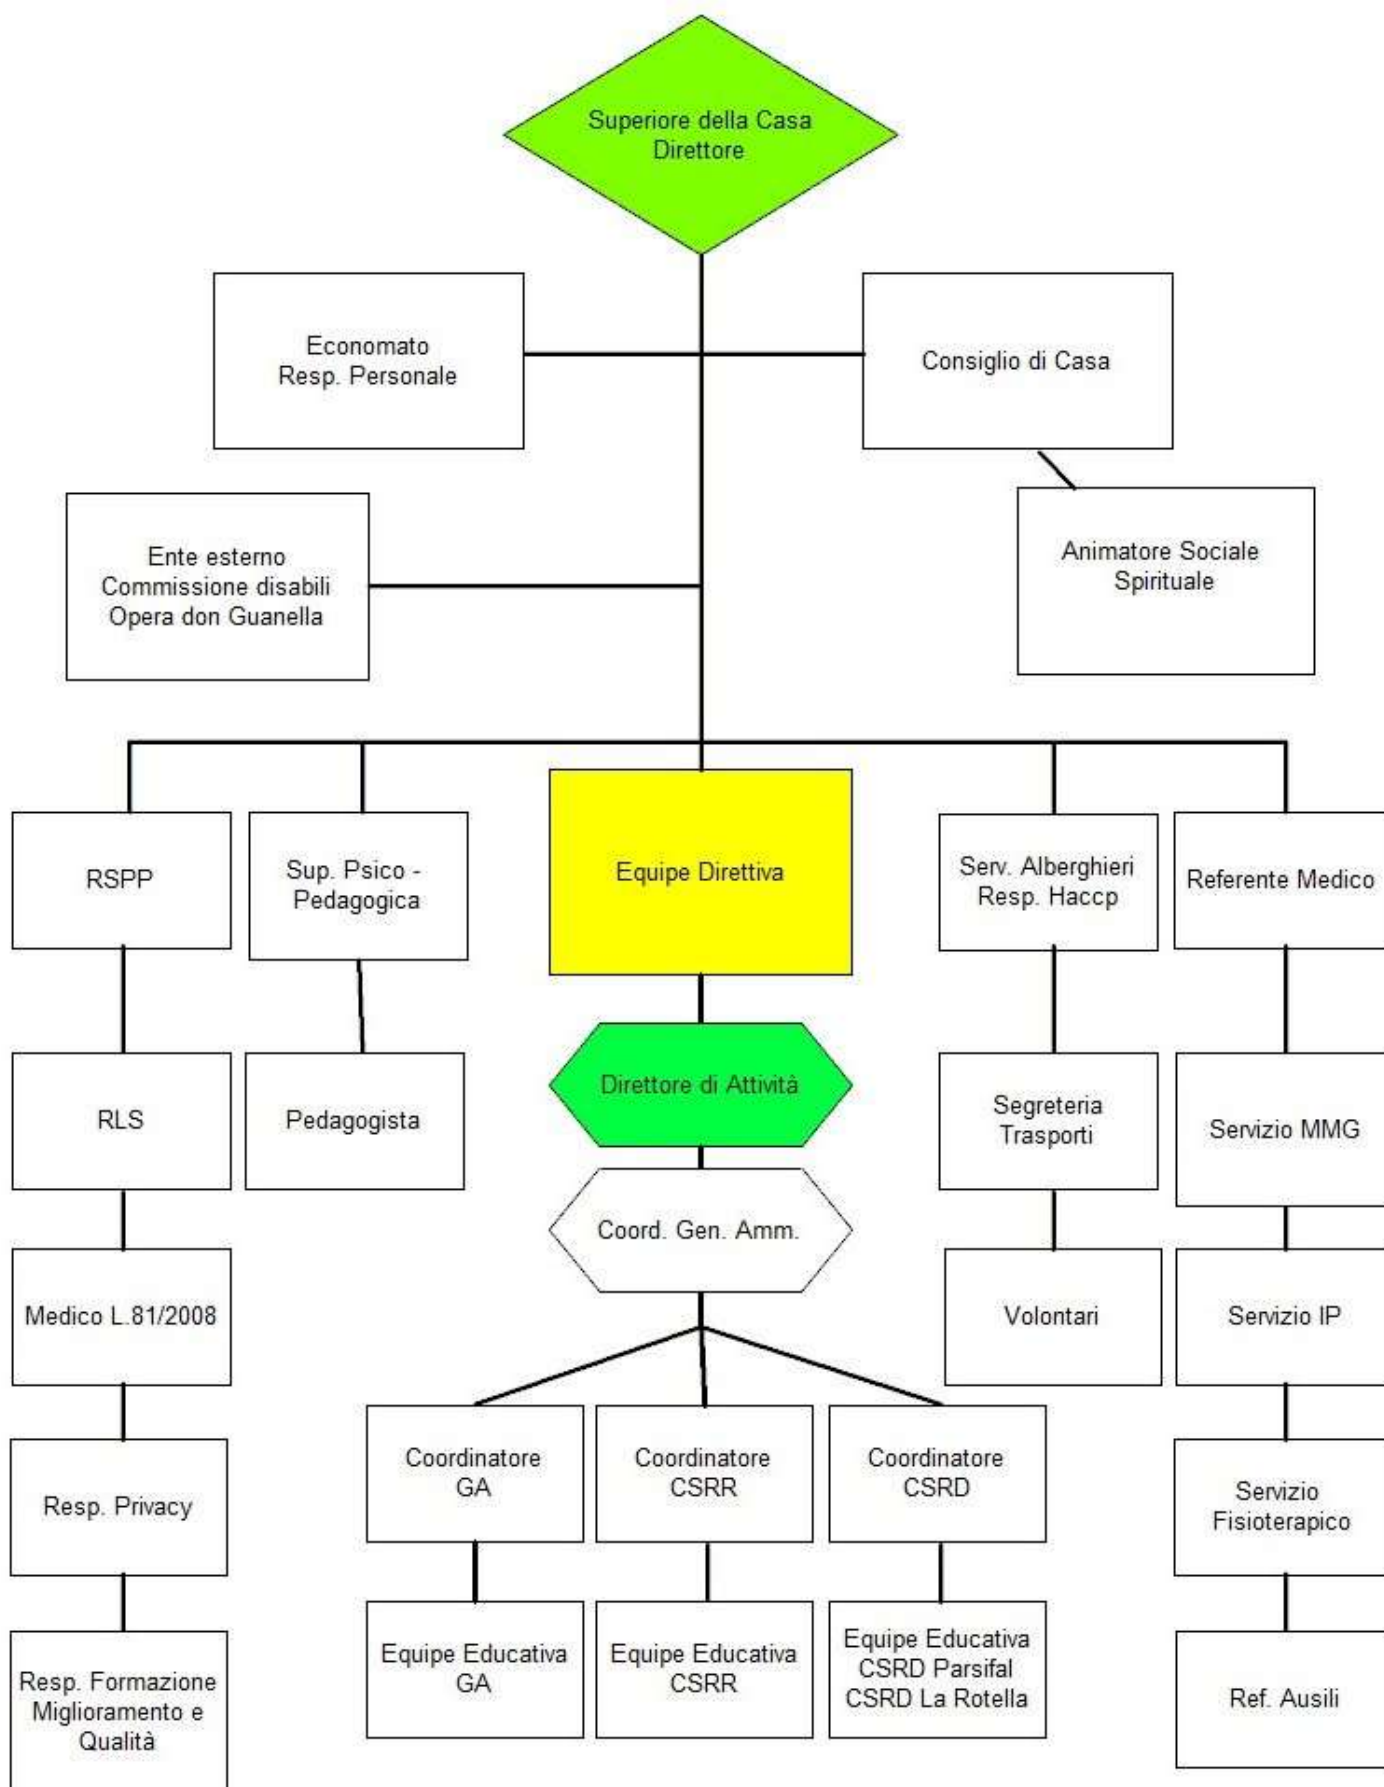 Superiore della Casa
Direttore
Economato
Resp. Personale
Consiglio di Casa
Ente esterno
Commissione disabili
Opera don Guanella
Animatore Sociale
Spirituale
RSPP
Sup. Psico -
Pedagogica
Equipe Direttiva
Serv. Alberghieri
Resp. Haccp
Referente Medico
RLS
Pedagogista
Direttore di Attività
Segreteria
Trasporti
Servizio MMG
Coord. Gen. Amm.
Medico L.81/2008
Volontari
Servizio IP
Coordinatore
GA
Coordinatore
CSRR
Coordinatore
CSRD
Resp. Privacy
Servizio
Fisioterapico
Equipe Educativa
GA
Equipe Educativa
CSRR
Equipe Educativa
CSRD Parsifal
CSRD La Rotella
Resp. Formazione
Miglioramento e
Qualità
Ref. Ausili